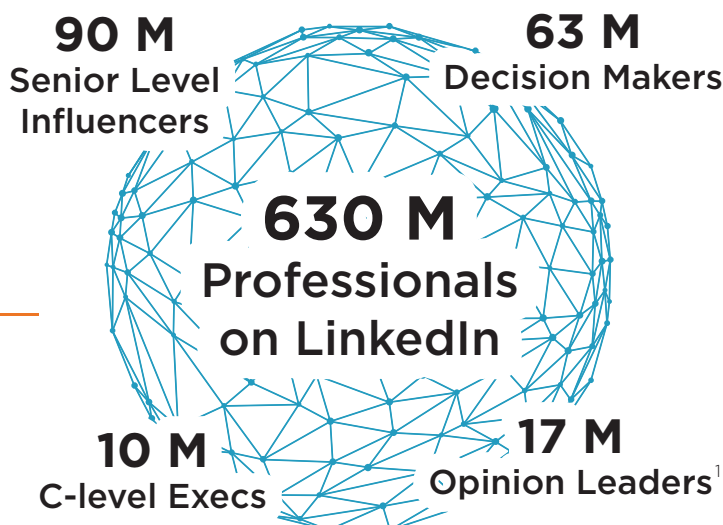 90 M
Senior Level
Influencers
63 M
Decision Makers
630 M
Professionals
on LinkedIn
10 M
C-level Execs
17 M
Opinion Leaders¹